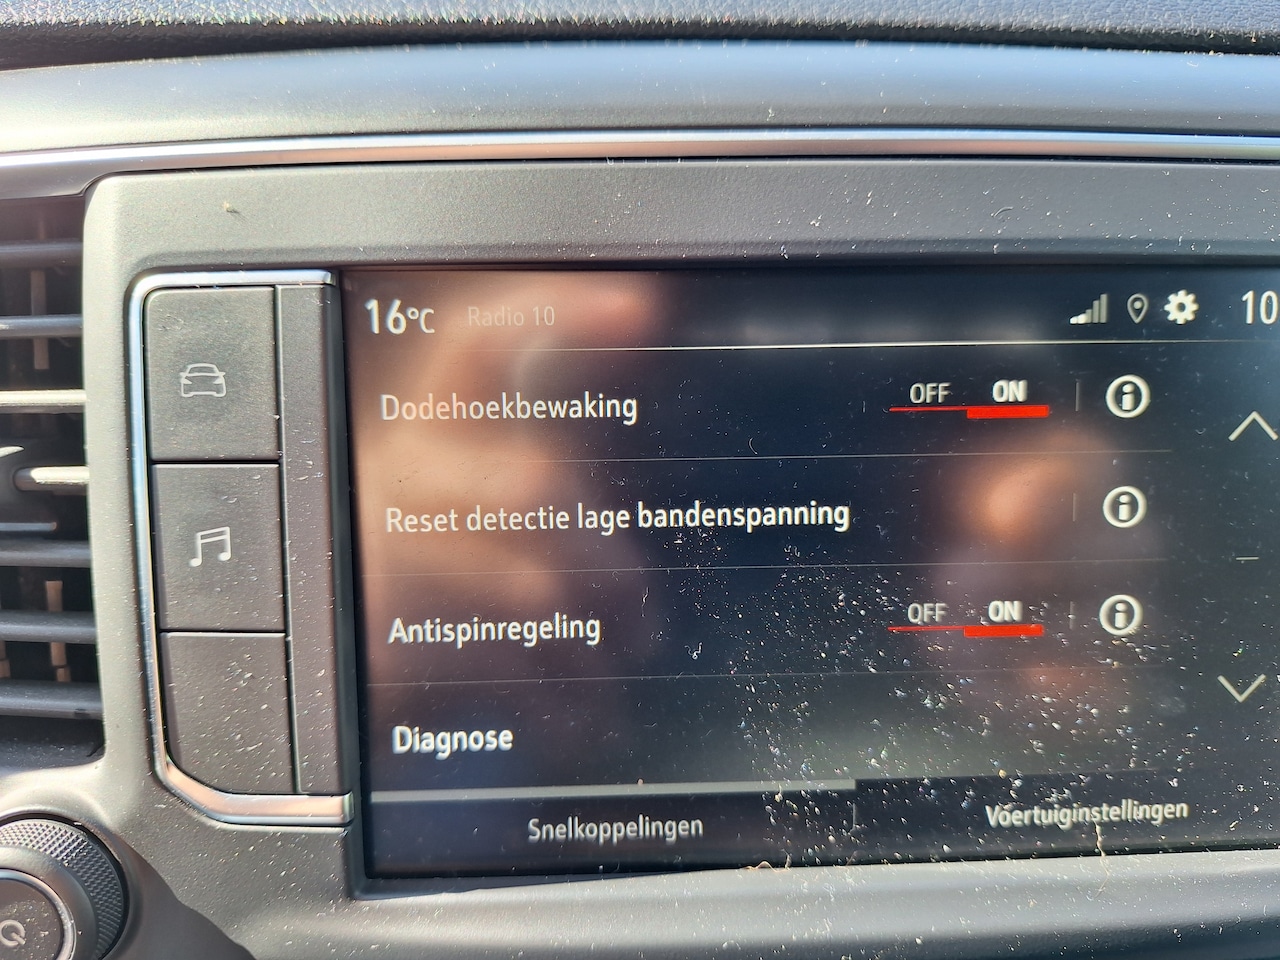 16°C Radio 10 10
Dodehoekbewaking OFF ON
Reset detectie lage bandenspanning
Antispinregeling OFF ON
Diagnose
Snelkoppelingen Voertuiginstellingen